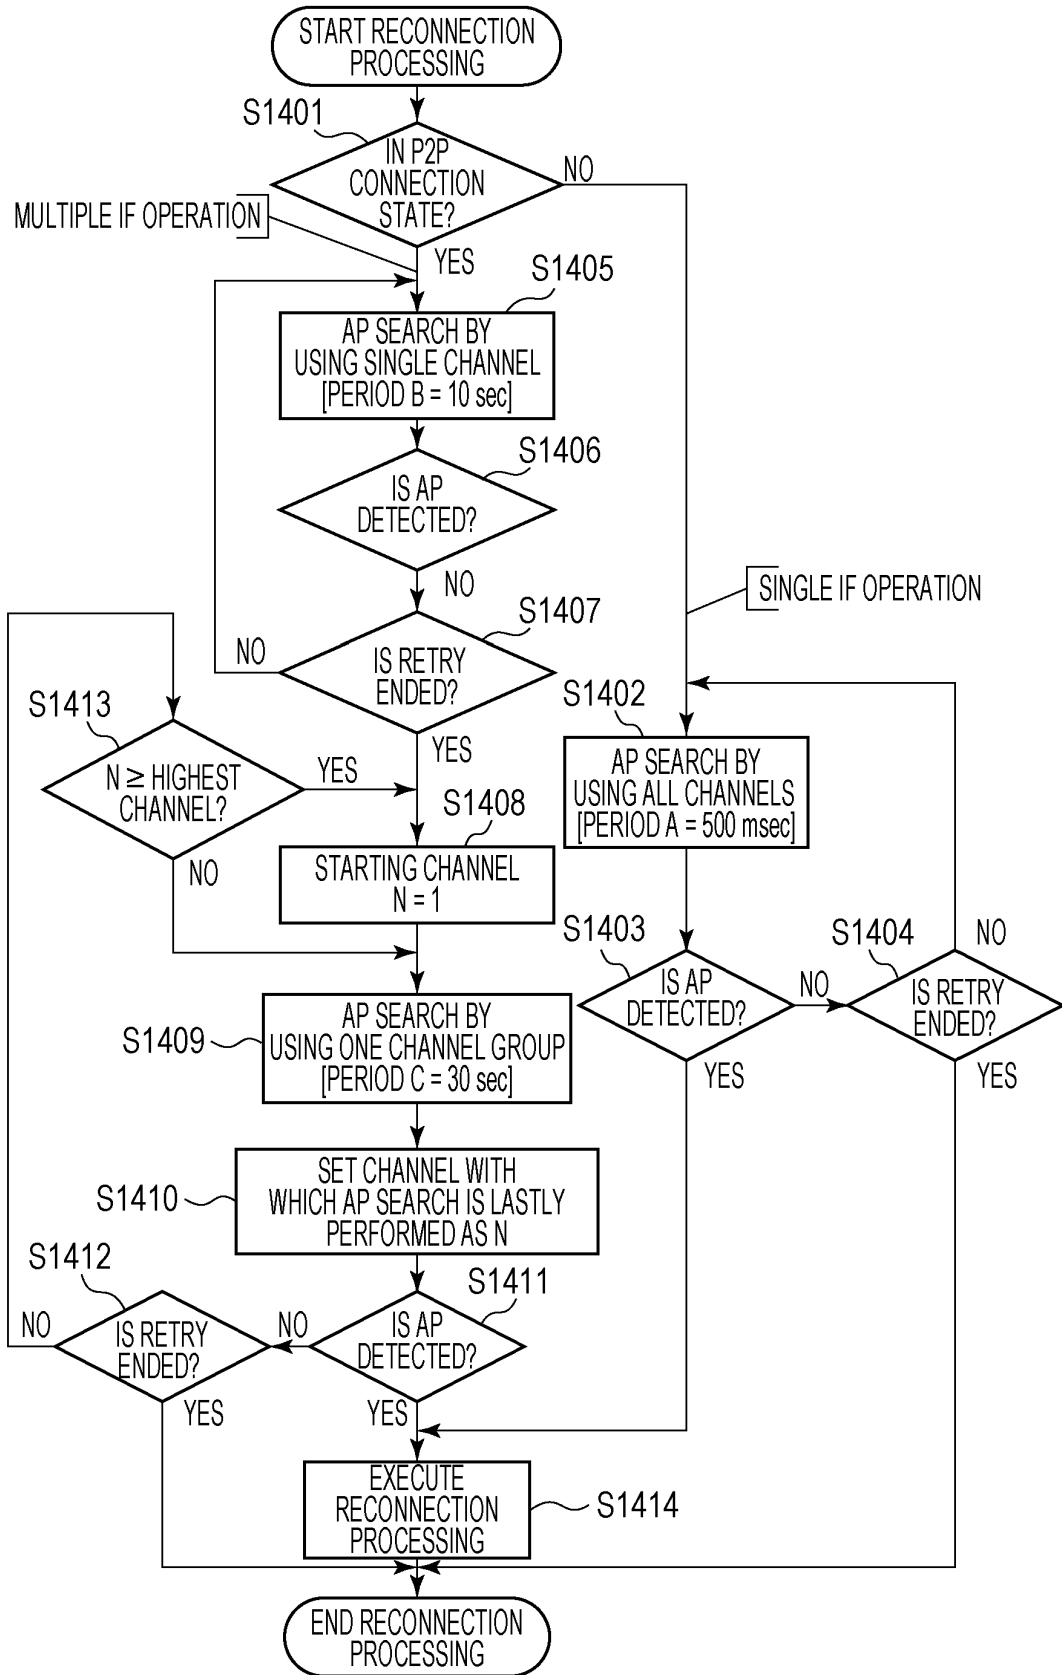 START RECONNECTION
PROCESSING
S1401
IN P2P
CONNECTION
STATE?
NO
MULTIPLE IF OPERATION
YES
S1405
AP SEARCH BY
USING SINGLE CHANNEL
[PERIOD B = 10 sec]
S1406
IS AP
DETECTED?
NO
SINGLE IF OPERATION
S1407
IS RETRY
ENDED?
NO
YES
S1413
N ≥ HIGHEST
CHANNEL?
YES
NO
S1402
AP SEARCH BY
USING ALL CHANNELS
[PERIOD A = 500 msec]
S1408
STARTING CHANNEL
N = 1
S1403
IS AP
DETECTED?
NO
YES
S1404
NO
IS RETRY
ENDED?
YES
S1409
AP SEARCH BY
USING ONE CHANNEL GROUP
[PERIOD C = 30 sec]
S1410
SET CHANNEL WITH
WHICH AP SEARCH IS LASTLY
PERFORMED AS N
S1412
NO
IS RETRY
ENDED?
YES
S1411
NO
IS AP
DETECTED?
YES
EXECUTE
RECONNECTION
PROCESSING
S1414
END RECONNECTION
PROCESSING